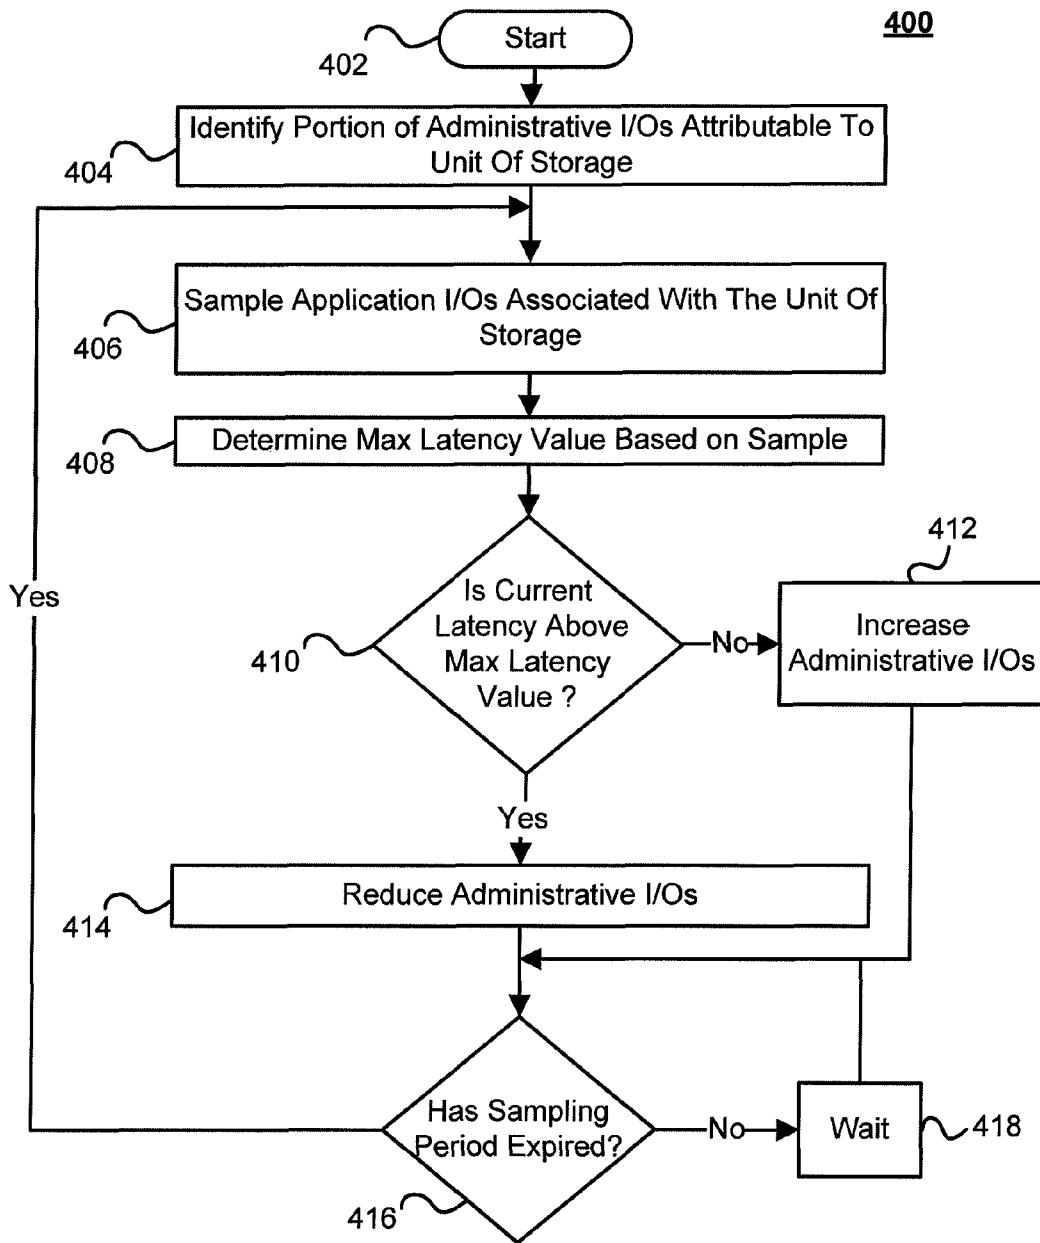 400
Start
402
Identify Portion of Administrative I/Os Attributable To
Unit Of Storage
404
Sample Application I/Os Associated With The Unit Of
Storage
406
Determine Max Latency Value Based on Sample
408
412
Yes
Is Current
Latency Above
Max Latency
Value ?
410
No
Increase
Administrative I/Os
Yes
Reduce Administrative I/Os
414
Has Sampling
Period Expired?
No
Wait
418
416